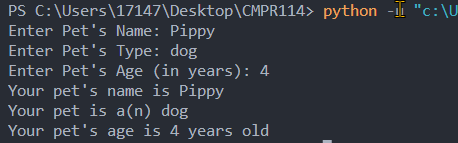 PS C:\Users\17147\Desktop\CMPR114> python -u "c:\U
Enter Pet's Name: Pippy
Enter Pet's Type: dog
Enter Pet's Age (in years): 4
Your pet's name is Pippy
Your pet is a(n) dog
Your pet's age is 4 years old